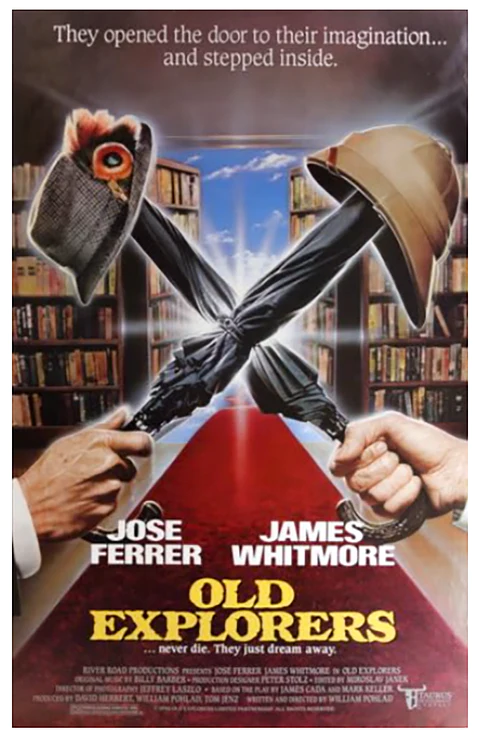 They opened the door to their imagination...
and stepped inside.
JOSE FERRER
JAMES WHITMORE
OLD
EXPLORERS
... never die. They just dream away.
RIVER ROAD PRODUCTIONS PRESENTS JOSE FERRER JAMES WHITMORE IN OLD EXPLORERS
ORIGINAL MUSIC BY BILLY BARBER • PRODUCTION DESIGNER PETER STOLZ • EDITED BY MIROSLAV JANEK
DIRECTOR OF PHOTOGRAPHY JEFFREY LASZLO • BASED ON THE PLAY BY JAMES CADA AND MARK KELLER
PRODUCED BY DAVID HERBERT, WILLIAM POHLAD, TOM JENZ WRITTEN AND DIRECTED BY WILLIAM POHLAD
TAURUS